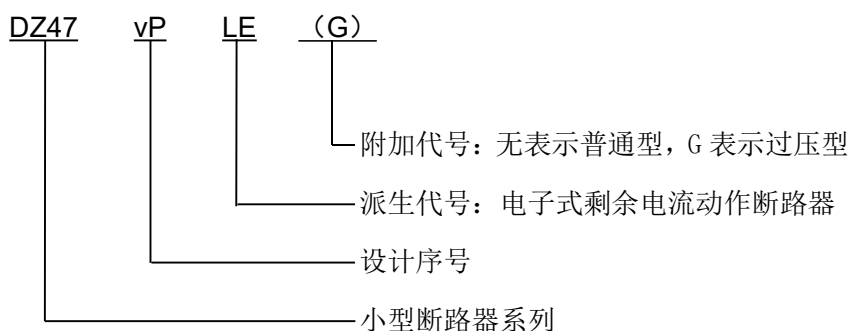 DZ47 vP LE （G）
附加代号：无表示普通型，G 表示过压型
派生代号：电子式剩余电流动作断路器
设计序号
小型断路器系列